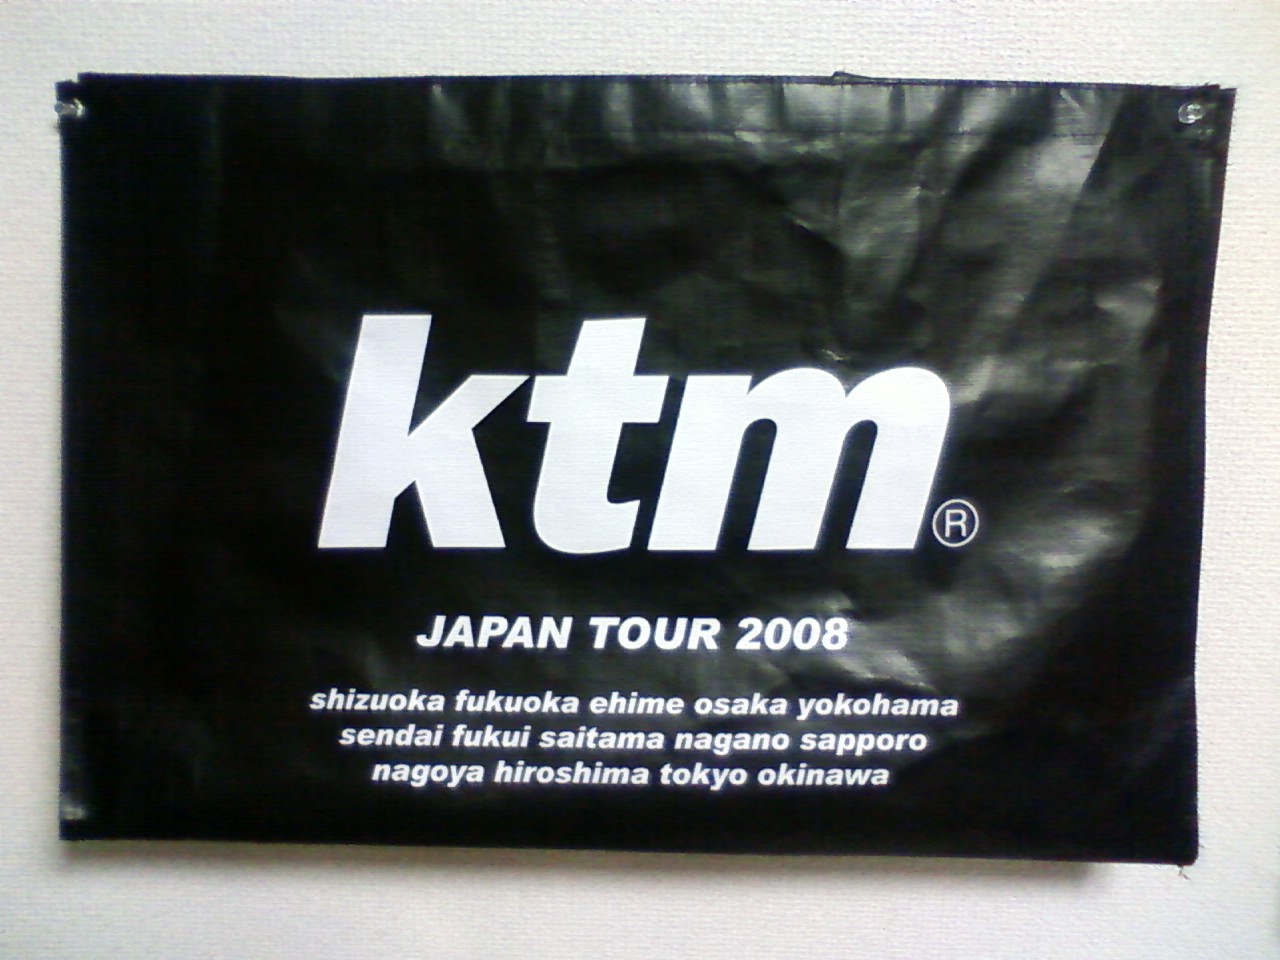 ktm®
JAPAN TOUR 2008
shizuoka fukuoka ehime osaka yokohama
sendai fukui saitama nagano sapporo
nagoya hiroshima tokyo okinawa